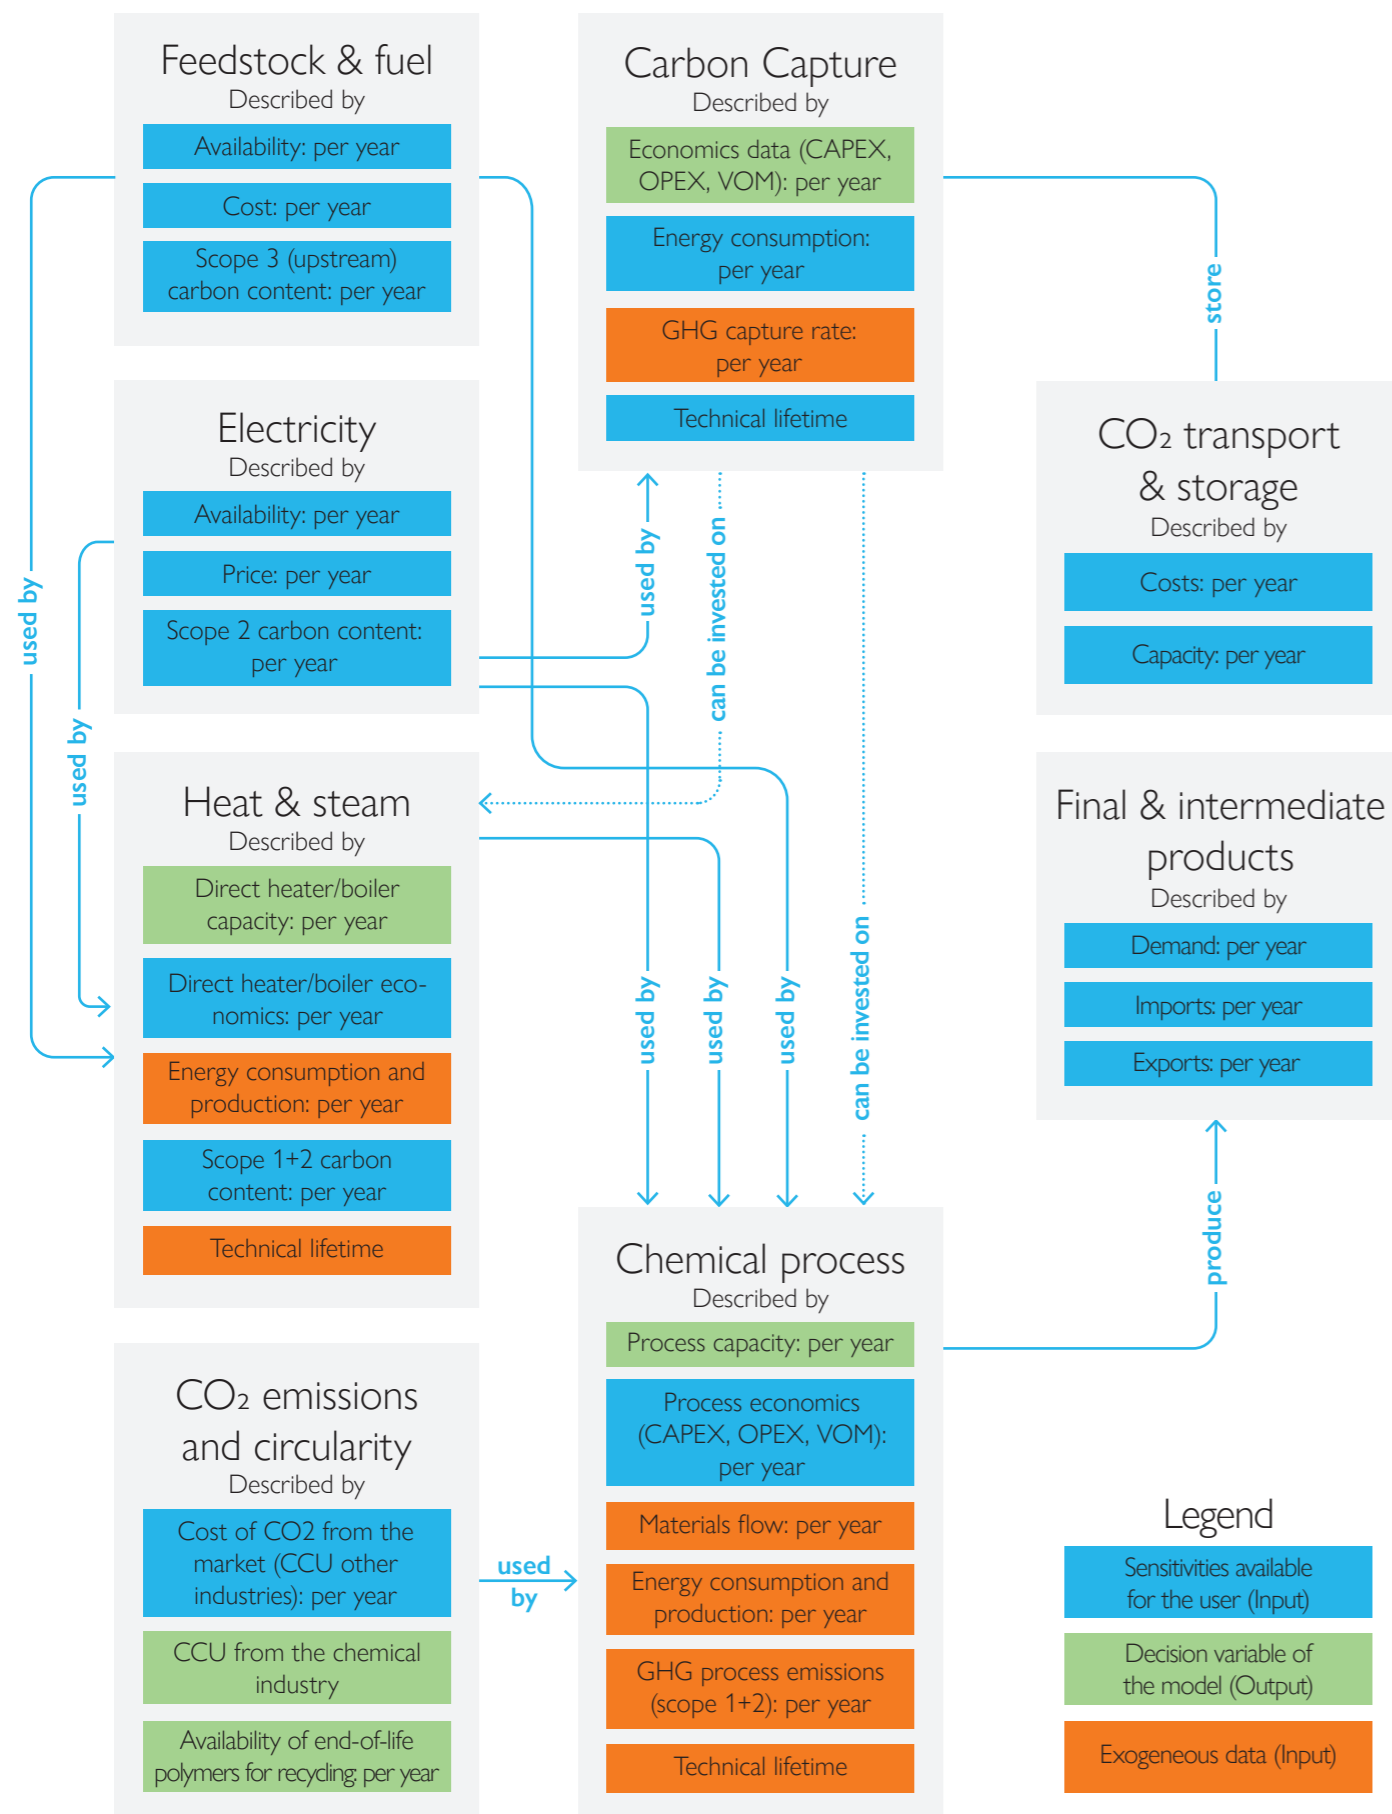 Feedstock & fuel
Described by
Availability: per year
Cost: per year
Scope 3 (upstream)
carbon content: per year
Carbon Capture
Described by
Economics data (CAPEX,
OPEX, VOM): per year
Energy consumption:
per year
GHG capture rate:
per year
Technical lifetime
store
Electricity
Described by
Availability: per year
Price: per year
Scope 2 carbon content:
per year
CO₂ transport
& storage
Described by
Costs: per year
Capacity: per year
used by
used by
used by
can be invested on
Heat & steam
Described by
Direct heater/boiler
capacity: per year
Direct heater/boiler eco-
nomics: per year
Energy consumption and
production: per year
Scope 1+2 carbon
content: per year
Technical lifetime
used by
used by
used by
can be invested on
Final & intermediate
products
Described by
Demand: per year
Imports: per year
Exports: per year
produce
Chemical process
Described by
Process capacity: per year
Process economics
(CAPEX, OPEX, VOM):
per year
Materials flow: per year
Energy consumption and
production: per year
GHG process emissions
(scope 1+2): per year
Technical lifetime
CO₂ emissions
and circularity
Described by
Cost of CO2 from the
market (CCU other
industries): per year
CCU from the chemical
industry
Availability of end-of-life
polymers for recycling: per year
used
by
Legend
Sensitivities available
for the user (Input)
Decision variable of
the model (Output)
Exogeneous data (Input)